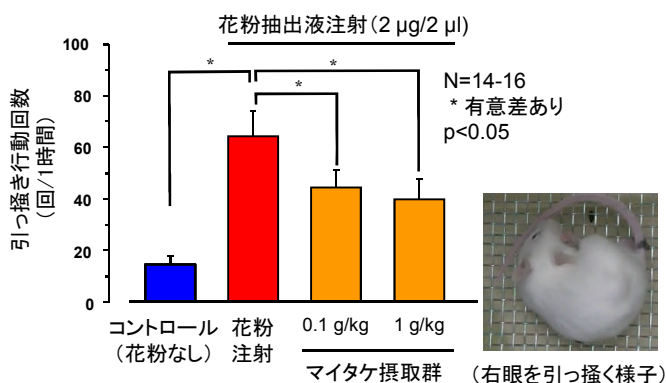 花粉抽出液注射（2 µg/2 µl）
引っ掻き行動回数
（回/1時間）
100
80
60
40
20
0
*
*
*
N=14-16
* 有意差あり
p<0.05
コントロール
（花粉なし）
花粉
注射
0.1 g/kg
1 g/kg
マイタケ摂取群
（右眼を引っ掻く様子）